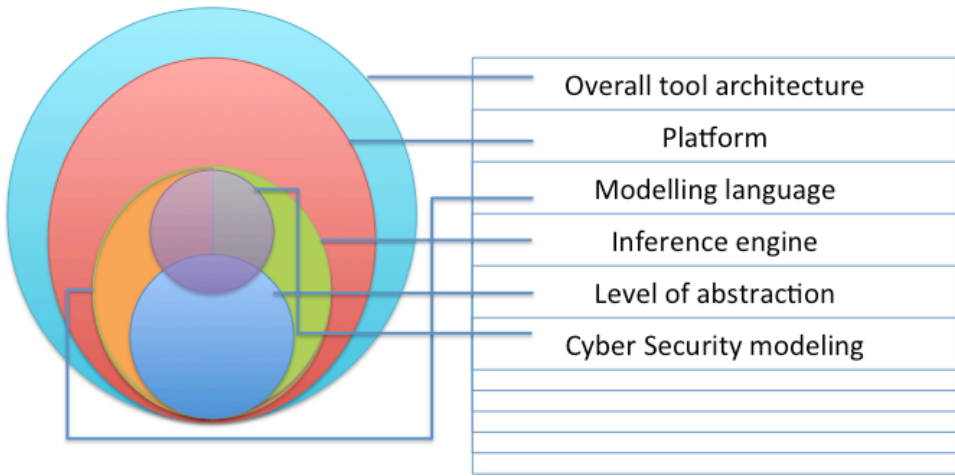 Overall tool architecture
Platform
Modelling language
Inference engine
Level of abstraction
Cyber Security modeling